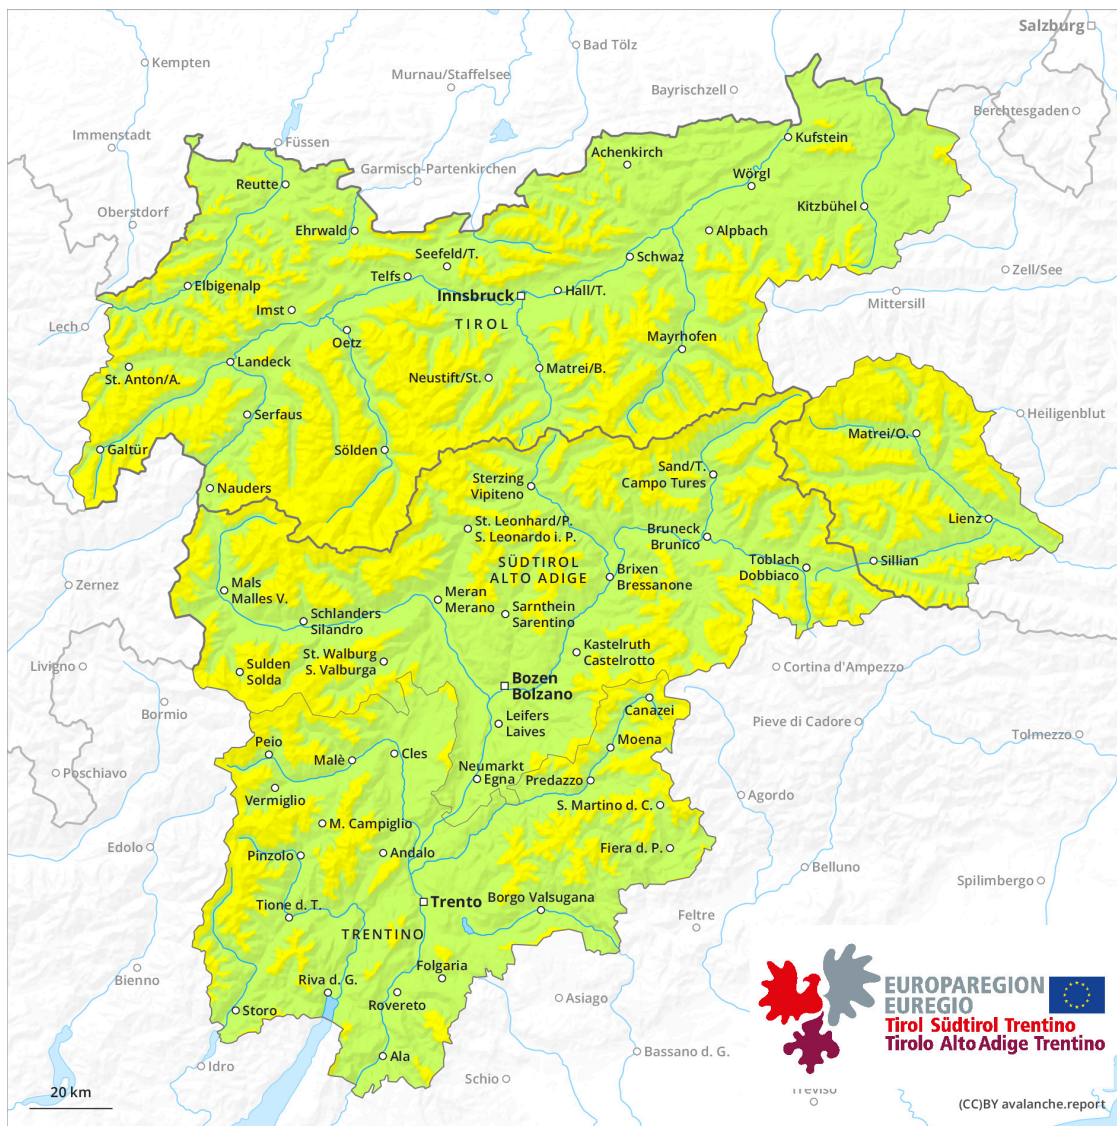 Salzburg
Bad Tölz
Kempten
Murnau/Staffelsee
Bayrischzell
Berchtesgaden
Immenstadt
Füssen
Kufstein
Achenkirch
Garmisch-Partenkirchen
Wörgl
Reutte
Oberstdorf
Kitzbühel
Ehrwald
Alpbach
Seefeld/T.
Schwaz
Zell/See
Telfs
Elbigenalp
Innsbruck
Hall/T.
Mittersill
Imst
TIROL
Lech
Oetz
Mayrhofen
Landeck
Matrei/B.
St. Anton/A.
Neustift/St.
Serfaus
Heiligenblut
Matrei/O.
Galtür
Sölden
Sand/T.
Campo Tures
Sterzing
Vipiteno
Nauders
Lienz
St. Leonhard/P.
S. Leonardo i. P.
Bruneck
Brunico
SÜDTIROL
ALTO ADIGE
Toblach
Dobbiaco
Sillian
Brixen
Bressanone
Zernez
Mals
Malles V.
Meran
Merano
Sarnthein
Sarentino
Schlanders
Silandro
Kastelruth
Castelrotto
St. Walburg
S. Valburga
Livigno
Sulden
Solda
Cortina d'Ampezzo
Bozen
Bolzano
Canazei
Bormio
Leifers
Laives
Pieve di Cadore
Tolmezzo
Peio
Moena
Malè
Cles
Poschiavo
Neumarkt
Egna
Predazzo
Vermiglio
Agordo
S. Martino d. C.
M. Campiglio
Edolo
Pinzolo
Andalo
Fiera d. P.
Belluno
Spilimbergo
Tione d. T.
Trento
Borgo Valsugana
Feltre
TRENTINO
Bienno
Folgaria
Riva d. G.
Rovereto
Asiago
Storo
EUROPAREGION
EUREGIO
Tirol Südtirol Trentino
Tirolo Alto Adige Trentino
Ala
Bassano d. G.
Idro
Schio
20 km
Treviso
(CC)BY avalanche.report